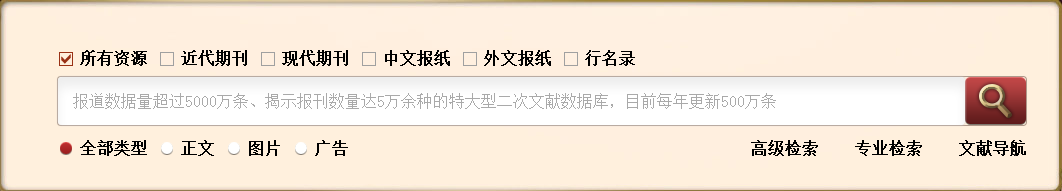 所有资源 近代期刊 现代期刊 中文报纸 外文报纸 行名录
报道数据量超过5000万条、揭示报刊数量达5万余种的特大型二次文献数据库，目前每年更新500万条
全部类型 正文 图片 广告 高级检索 专业检索 文献导航